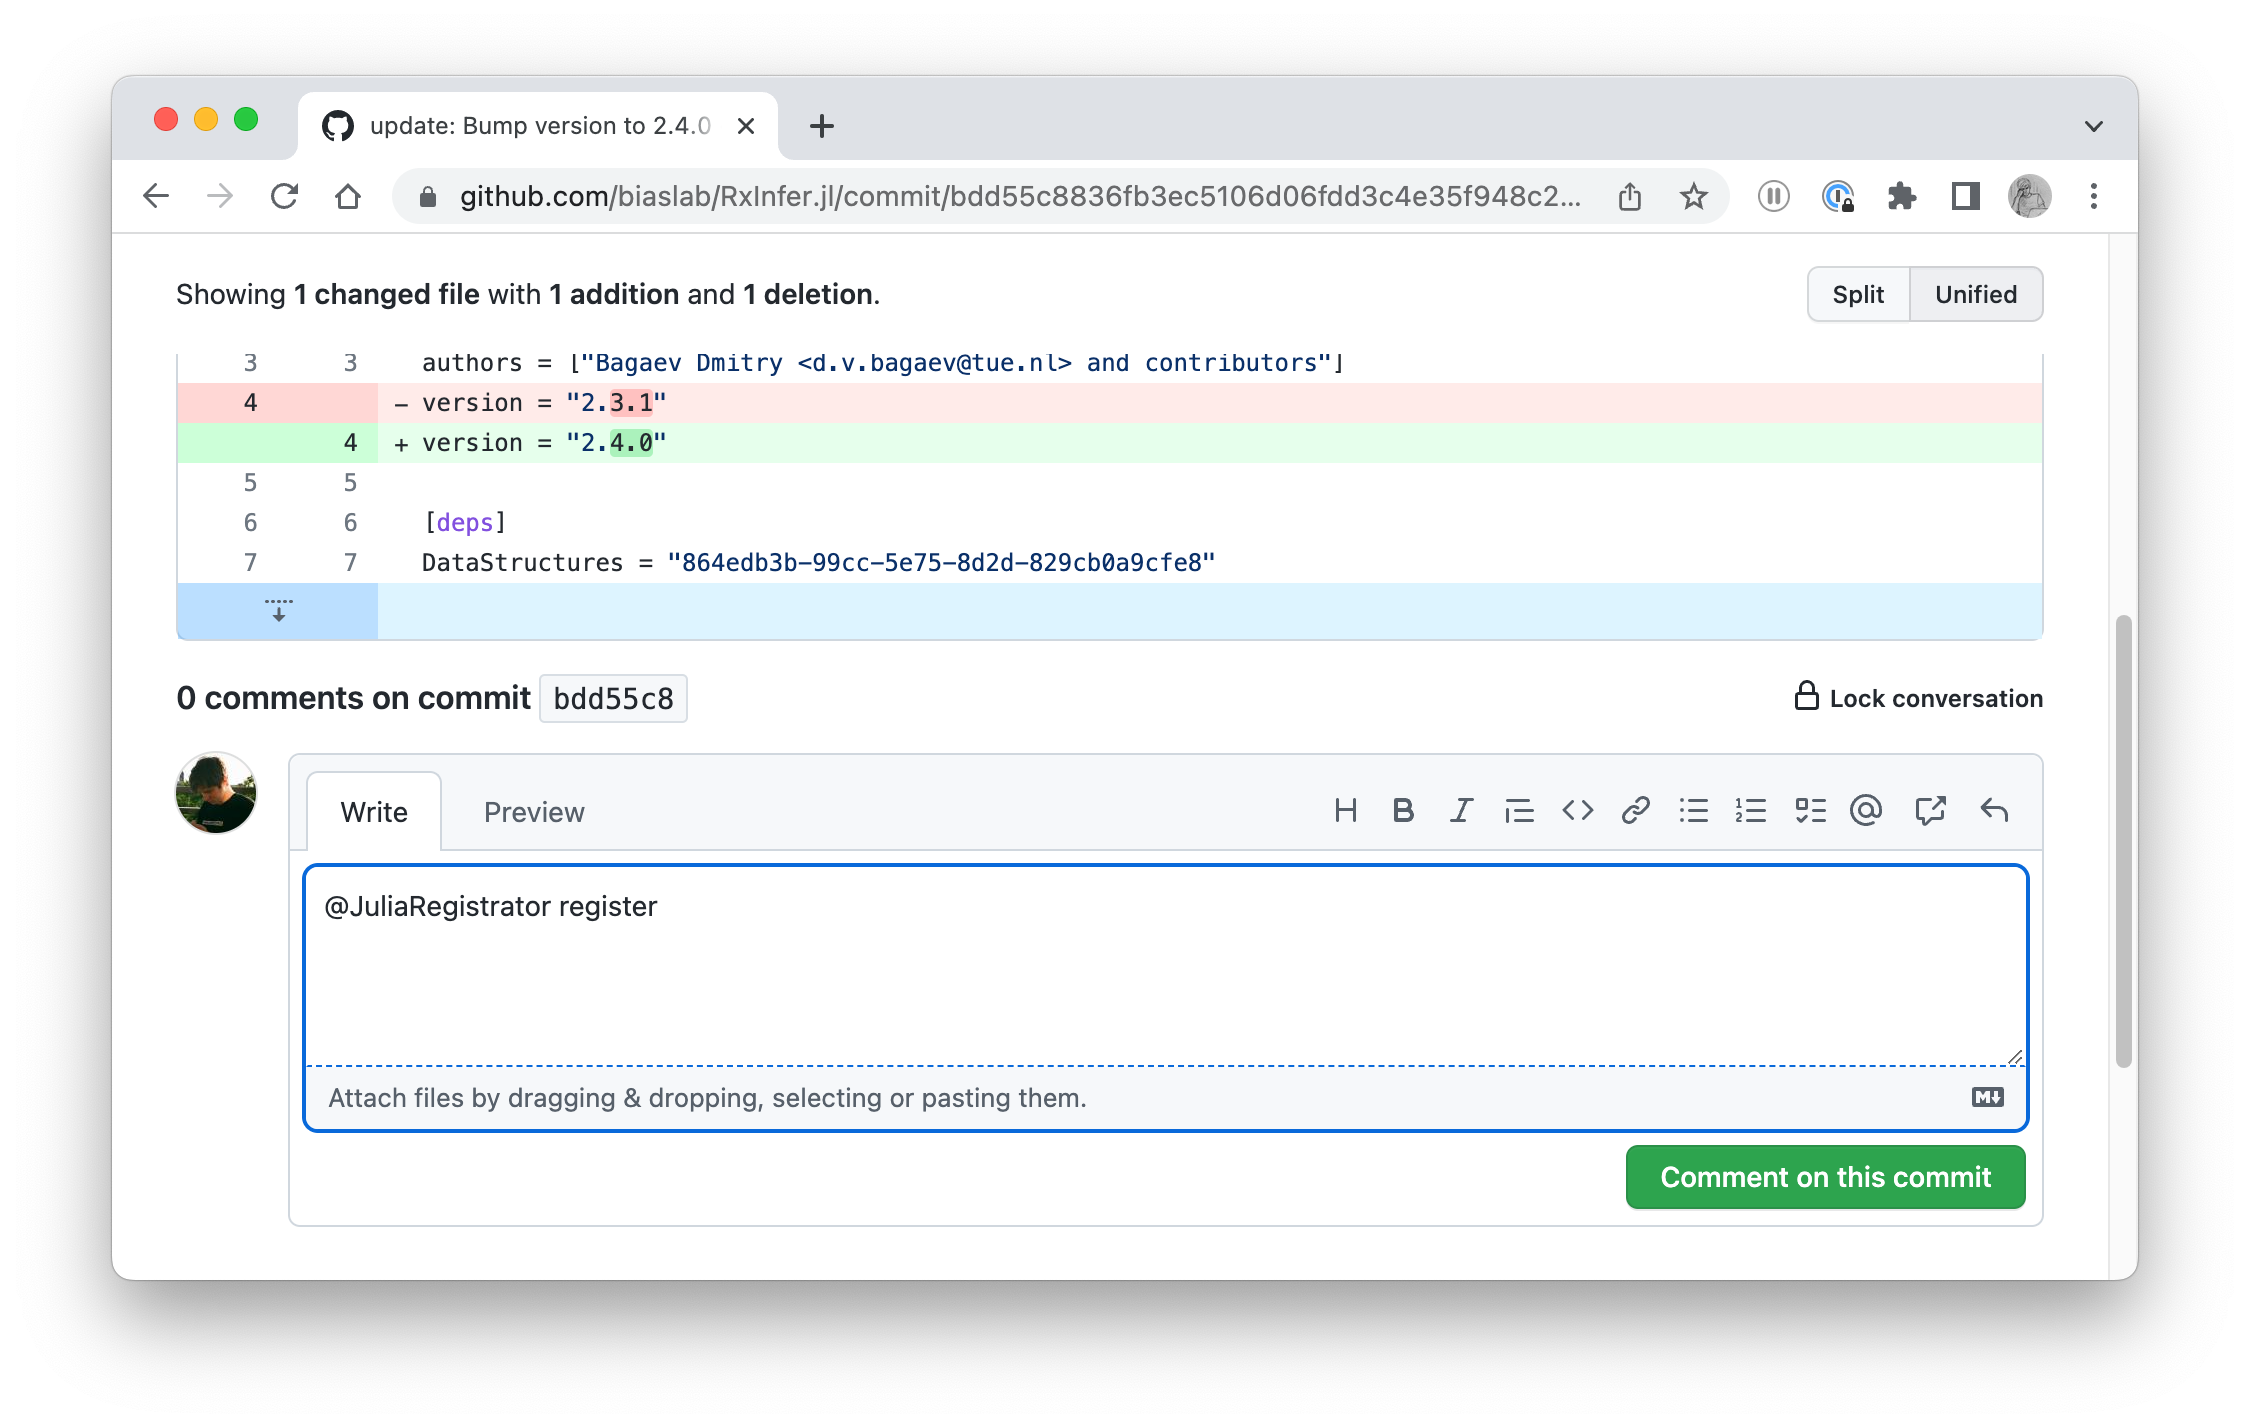 update: Bump version to 2.4.0
github.com/biaslab/RxInfer.jl/commit/bdd55c8836fb3ec5106d06fdd3c4e35f948c2...
Showing 1 changed file with 1 addition and 1 deletion.
Split Unified
3 3 authors = ["Bagaev Dmitry <d.v.bagaev@tue.nl> and contributors"]
4 - version = "2.3.1"
4 + version = "2.4.0"
5 5
6 6 [deps]
7 7 DataStructures = "864edb3b-99cc-5e75-8d2d-829cb0a9cfe8"
0 comments on commit bdd55c8
Lock conversation
Write Preview
@JuliaRegistrator register
Attach files by dragging & dropping, selecting or pasting them.
Comment on this commit